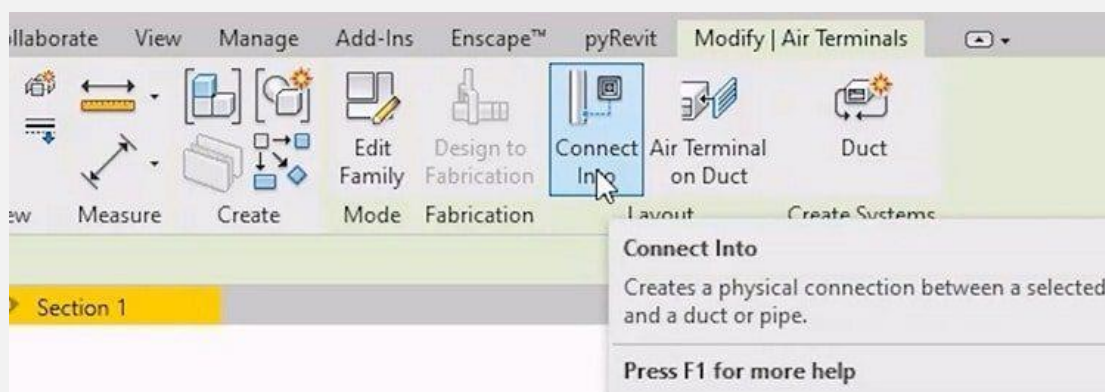 ollaborate View Manage Add-Ins Enscape™ pyRevit Modify | Air Terminals
Edit Family
Design to Fabrication
Connect Into
Air Terminal on Duct
Duct
Measure Create Mode Fabrication Layout Create Systems
Connect Into
Creates a physical connection between a selected
and a duct or pipe.
Press F1 for more help
Section 1